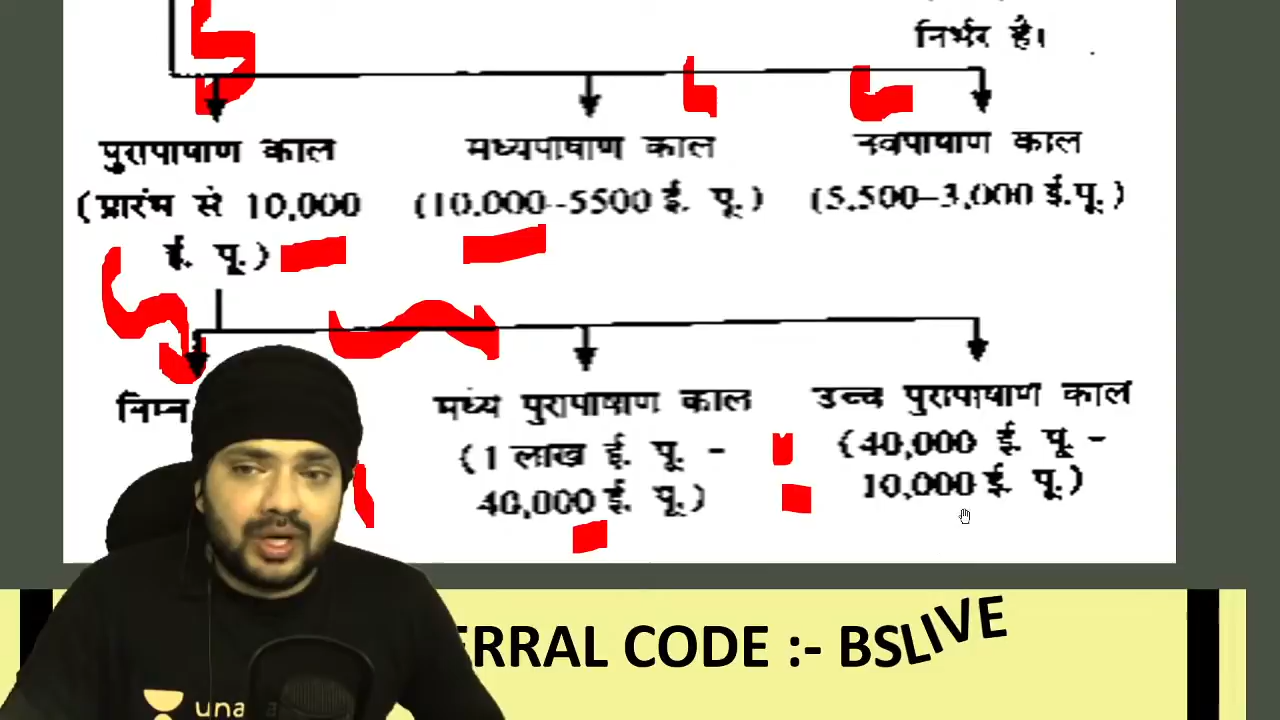 निर्भर है।
पुरापाषाण काल
(प्रारंभ से 10,000
ई. पू.)
मध्यपाषाण काल
(10,000–5500 ई. पू.)
नवपाषाण काल
(5,500–3,000 ई.पू.)
निम्न
मध्य पुरापाषाण काल
(1 लाख ई. पू. –
40,000 ई. पू.)
उच्च पुरापाषाण काल
(40,000 ई. पू. –
10,000 ई. पू.)
ERRAL CODE :- BSLIVE
una